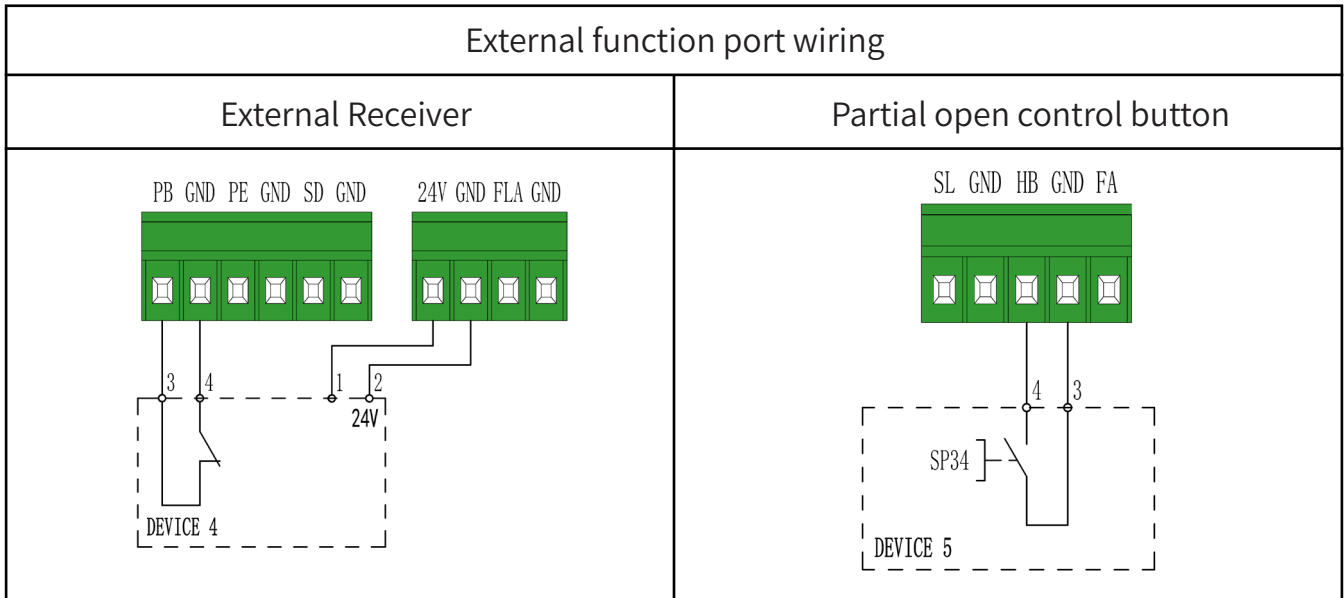 External function port wiring
External Receiver
Partial open control button
PB GND PE GND SD GND
24V GND FLA GND
3 4 1 2
24V
DEVICE 4
SL GND HB GND FA
4 3
SP34
DEVICE 5